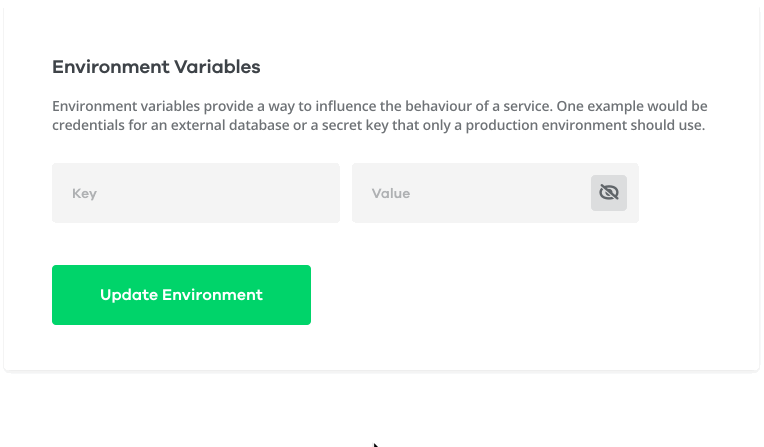 Environment Variables
Environment variables provide a way to influence the behaviour of a service. One example would be
credentials for an external database or a secret key that only a production environment should use.
Key
Value
Update Environment